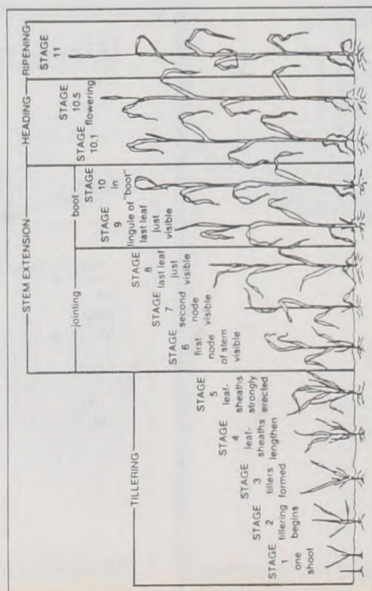 TILLERING
STAGE
1
one
shoot
STAGE
2
tillering
begins
STAGE
3
tillers
formed
STAGE
4
leaf-
sheaths
lengthen
STAGE
5
leaf-
sheaths
strongly
erected
STEM EXTENSION
jointing
STAGE
6
first
node
of stem
visible
STAGE
7
second
node
visible
STAGE
8
last leaf
just
visible
boot
STAGE
9
lingule of
last leaf
just
visible
STAGE
10
in
"boot"
HEADING
STAGE
10.1
STAGE
10.5
flowering
RIPENING
STAGE
11